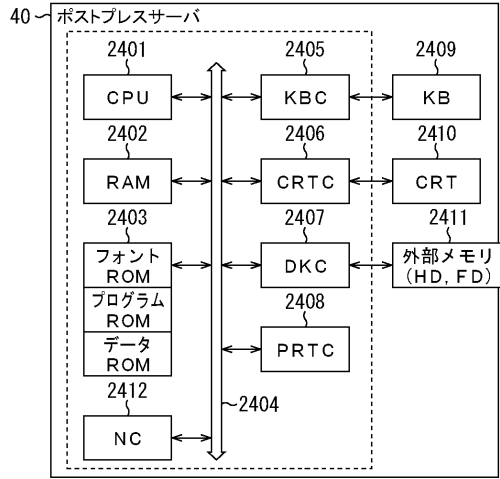 40
ポストプレスサーバ
2401
CPU
2405
KBC
2409
KB
2402
RAM
2406
CRTC
2410
CRT
2403
フォント
ROM
プログラム
ROM
データ
ROM
2407
DKC
2411
外部メモリ
(HD, FD)
2408
PRTC
2412
NC
2404